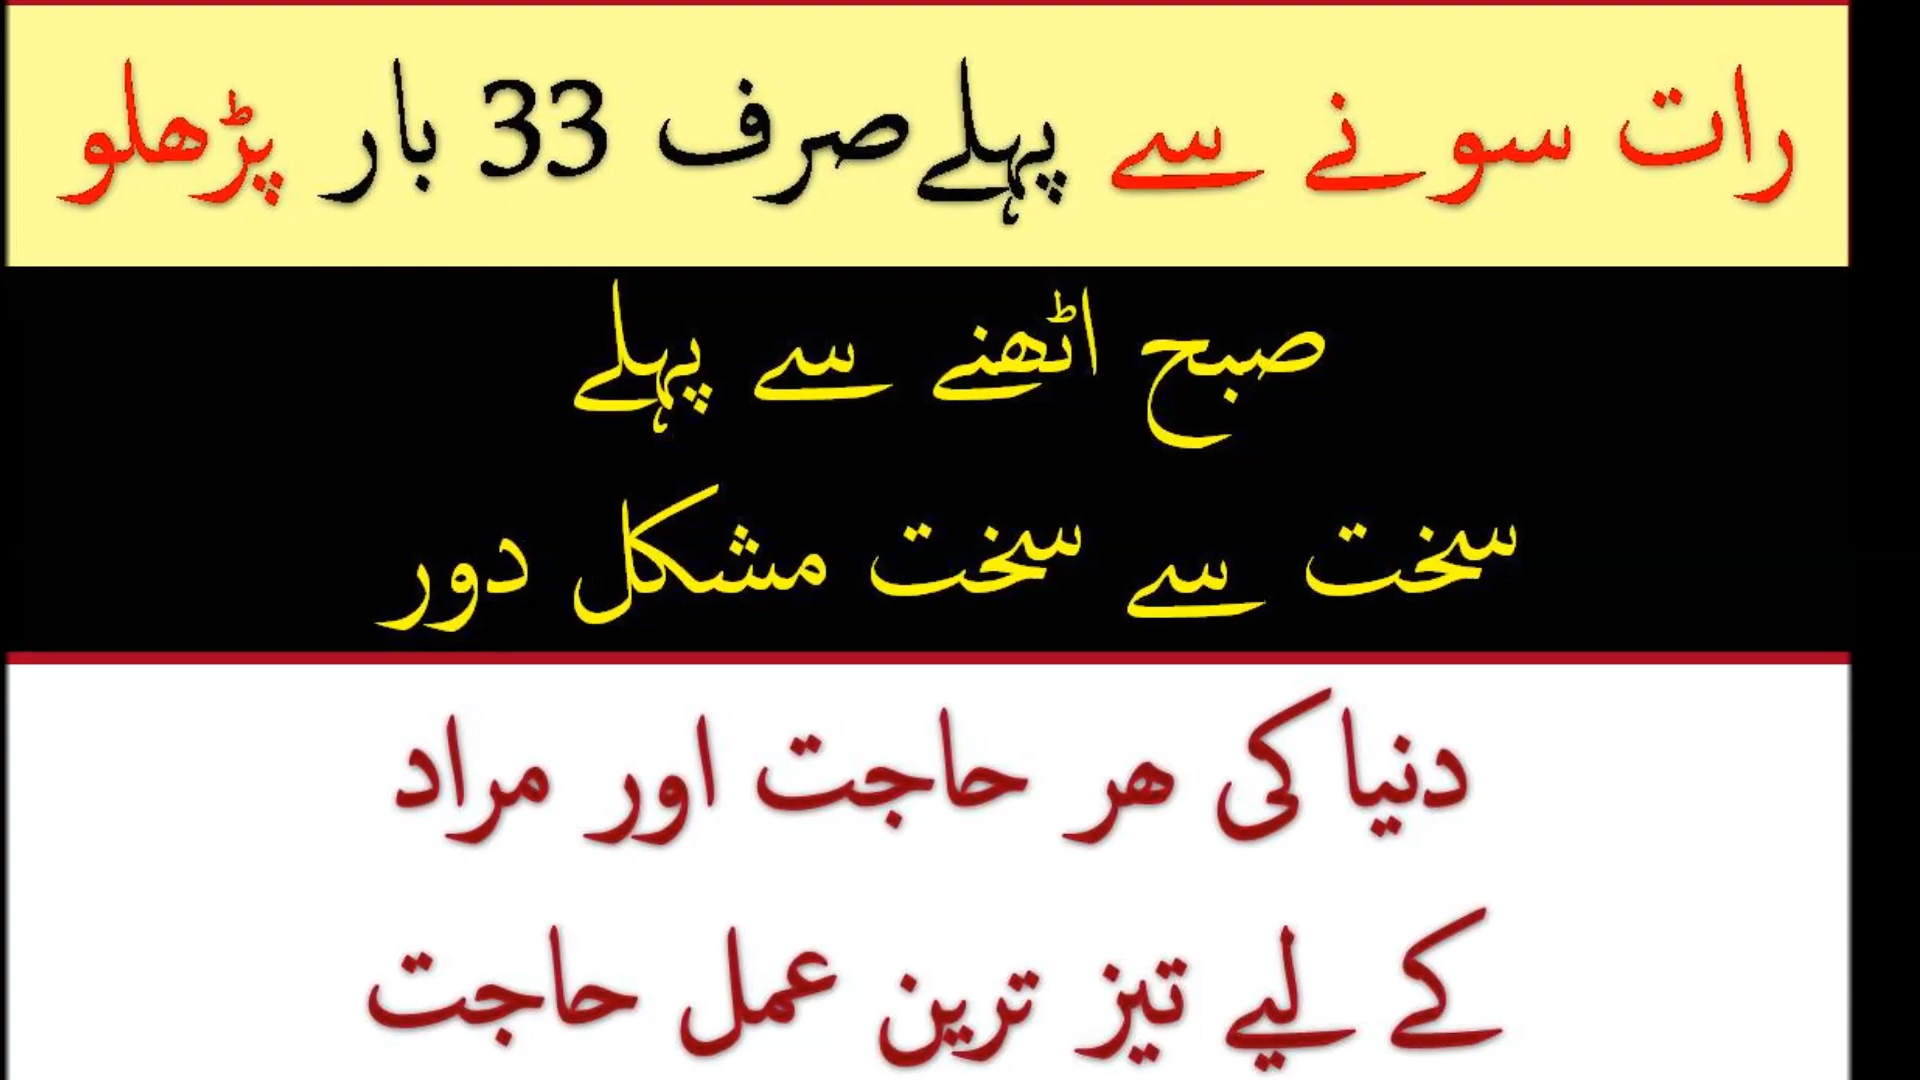 رات سونے سے پہلے صرف 33 بار پڑھلو
صبح اٹھنے سے پہلے
سخت سے سخت مشکل دور
دنیا کی ھر حاجت اور مراد
کے لیے تیز ترین عمل حاجت